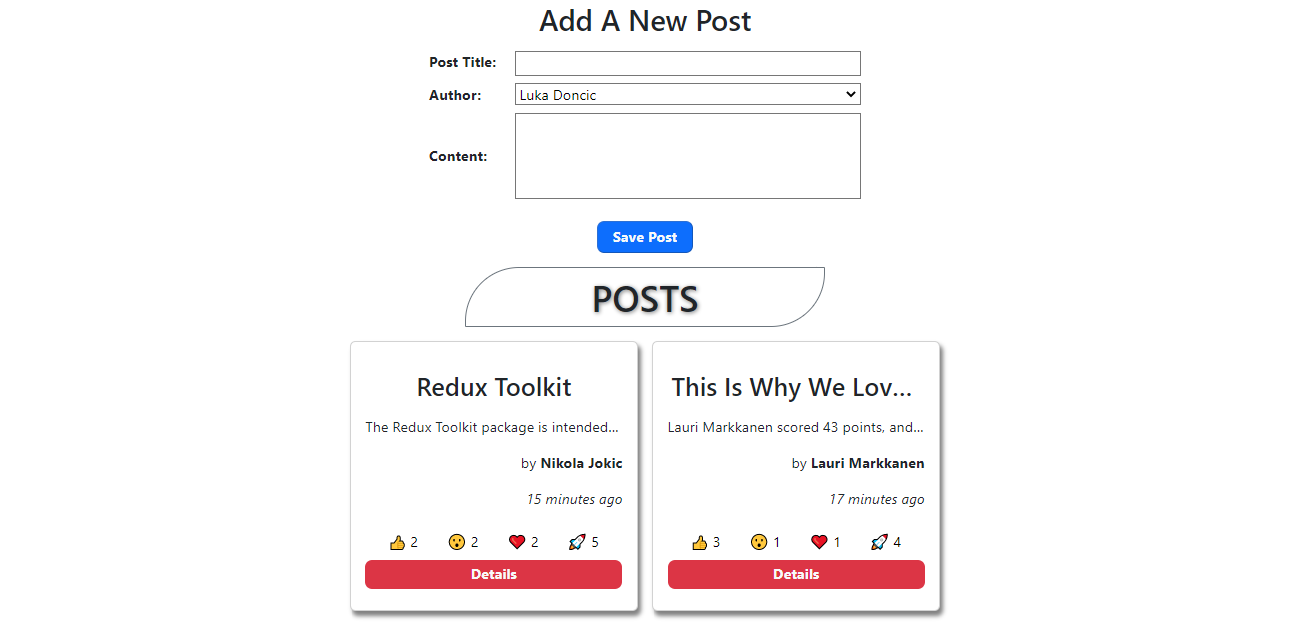 Add A New Post
Post Title:
Author: Luka Doncic
Content:
Save Post
POSTS
Redux Toolkit
The Redux Toolkit package is intended...
by Nikola Jokic
15 minutes ago
👍 2 😮 2 ❤️ 2 🚀 5
Details
This Is Why We Lov...
Lauri Markkanen scored 43 points, and...
by Lauri Markkanen
17 minutes ago
👍 3 😮 1 ❤️ 1 🚀 4
Details